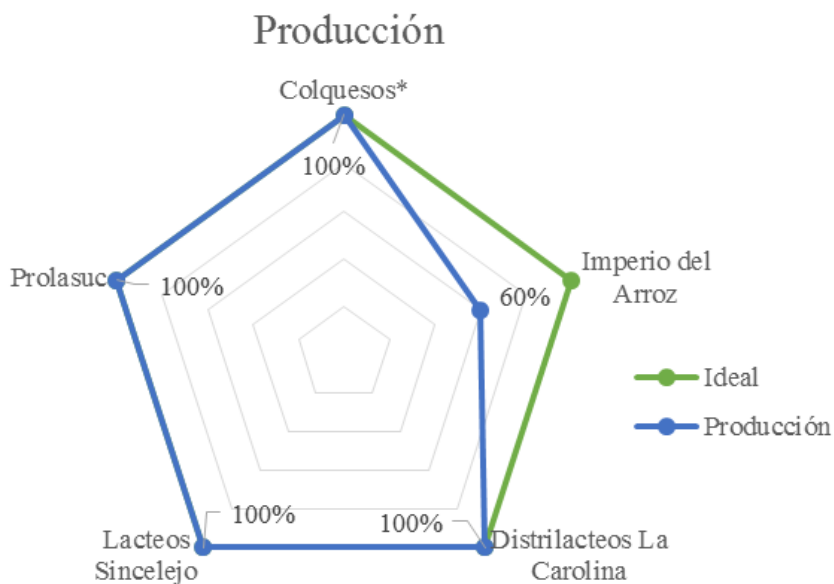 Producción
Colquesos*
100%
Imperio del
Arroz
60%
Prolasuc
100%
Ideal
Producción
100%
100%
Lacteos
Sincelejo
Distrilacteos La
Carolina